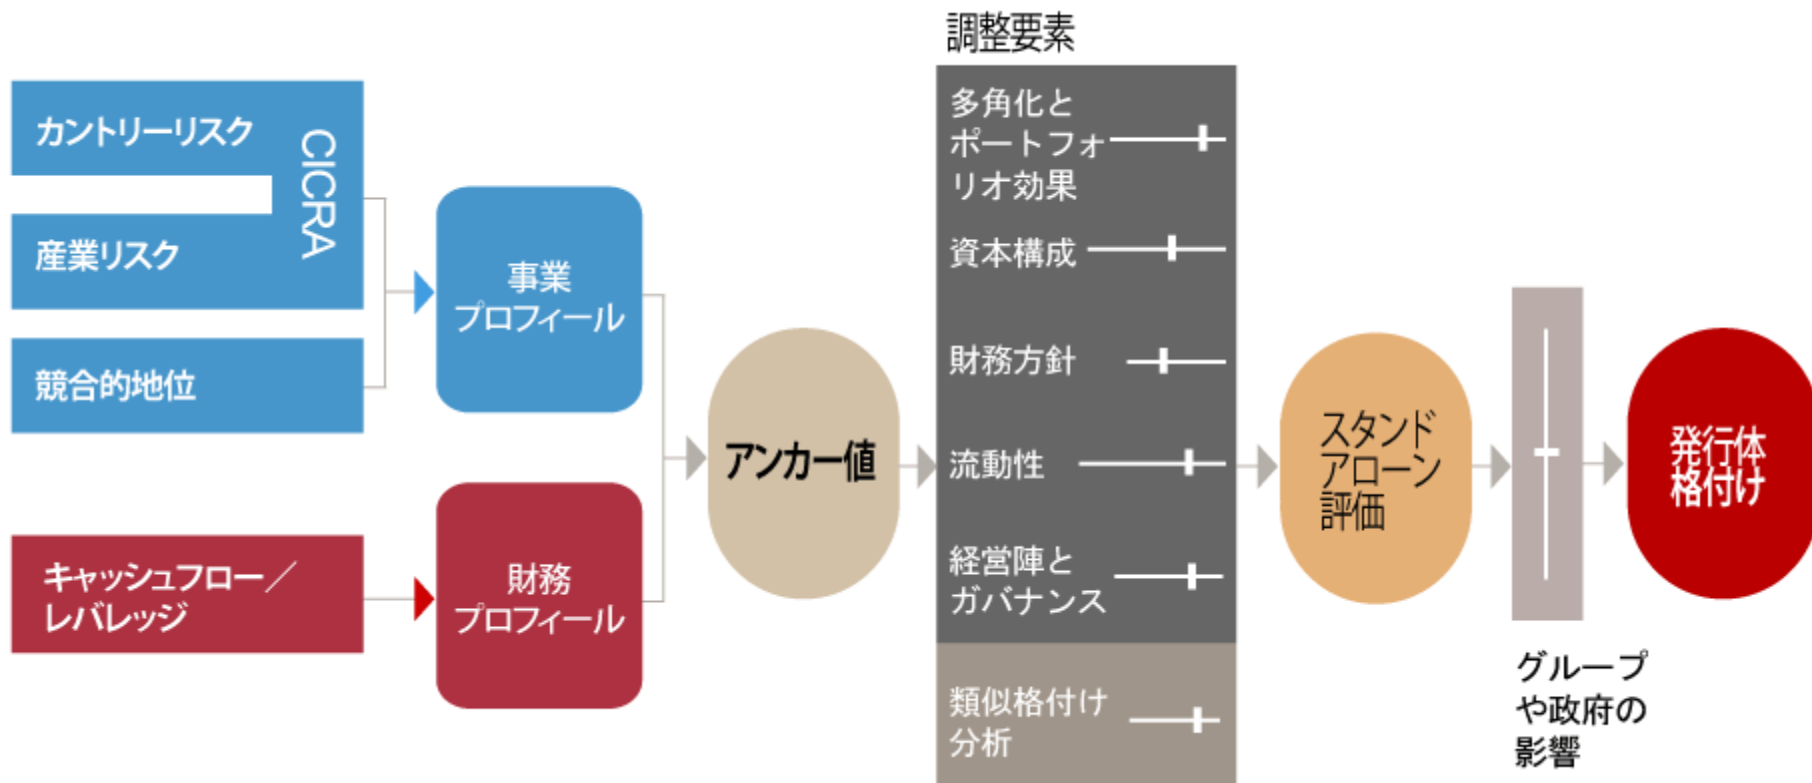 カントリーリスク
産業リスク
CICRA
競合的地位
キャッシュフロー／
レバレッジ
事業
プロフィール
財務
プロフィール
アンカー値
調整要素
多角化と
ポートフォ
リオ効果
資本構成
財務方針
流動性
経営陣と
ガバナンス
類似格付け
分析
スタンド
アローン
評価
グループ
や政府の
影響
発行体
格付け